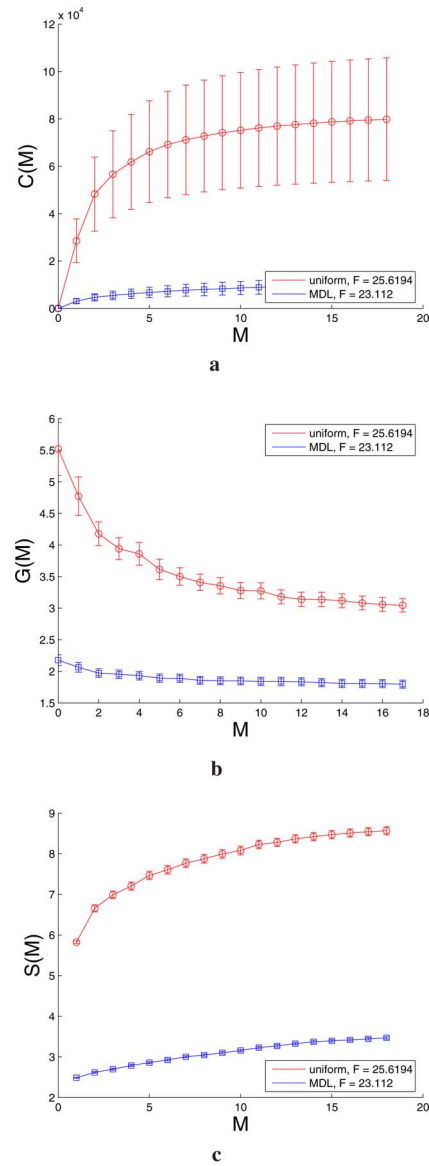 x 10⁴
12
10
8
6
4
2
0
C(M)
0 5 10 15 20
M
uniform, F = 25.6194
MDL, F = 23.112
a
6
5.5
5
4.5
4
3.5
3
2.5
2
1.5
G(M)
uniform, F = 25.6194
MDL, F = 23.112
0 2 4 6 8 10 12 14 16 18
M
b
9
8
7
6
5
4
3
2
S(M)
uniform, F = 25.6194
MDL, F = 23.112
0 5 10 15 20
M
c